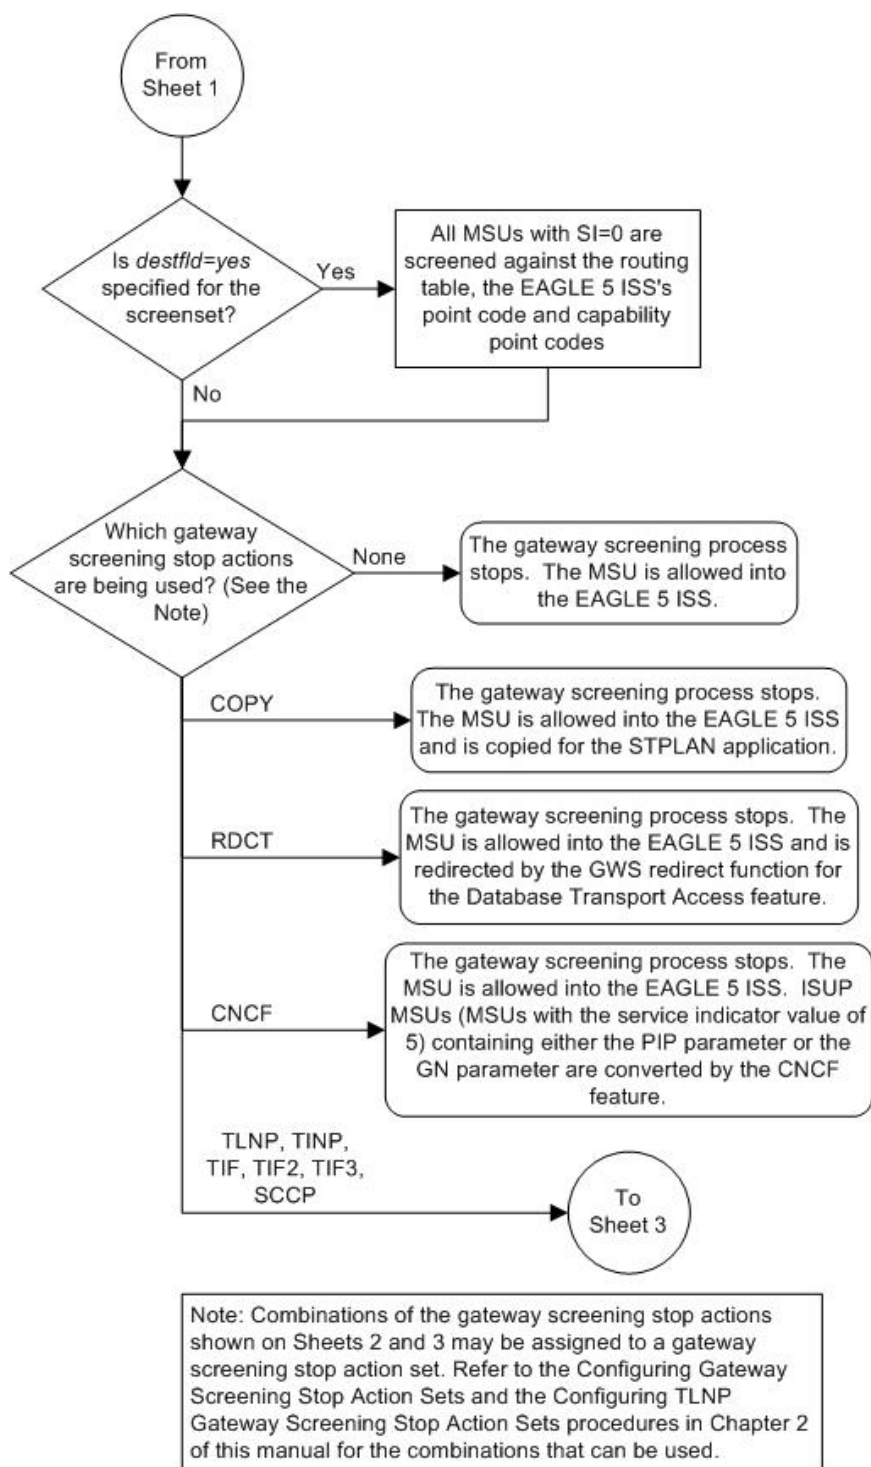 From
Sheet 1
Is destfld=yes
specified for the
screenset?
Yes
All MSUs with SI=0 are
screened against the routing
table, the EAGLE 5 ISS's
point code and capability
point codes
No
Which gateway
screening stop actions
are being used? (See the
Note)
None
The gateway screening process
stops. The MSU is allowed into
the EAGLE 5 ISS.
COPY
The gateway screening process stops.
The MSU is allowed into the EAGLE 5 ISS
and is copied for the STPLAN application.
RDCT
The gateway screening process stops. The
MSU is allowed into the EAGLE 5 ISS and is
redirected by the GWS redirect function for
the Database Transport Access feature.
CNCF
The gateway screening process stops. The
MSU is allowed into the EAGLE 5 ISS. ISUP
MSUs (MSUs with the service indicator value of
5) containing either the PIP parameter or the
GN parameter are converted by the CNCF
feature.
TLNP, TINP,
TIF, TIF2, TIF3,
SCCP
To
Sheet 3
Note: Combinations of the gateway screening stop actions
shown on Sheets 2 and 3 may be assigned to a gateway
screening stop action set. Refer to the Configuring Gateway
Screening Stop Action Sets and the Configuring TLNP
Gateway Screening Stop Action Sets procedures in Chapter 2
of this manual for the combinations that can be used.